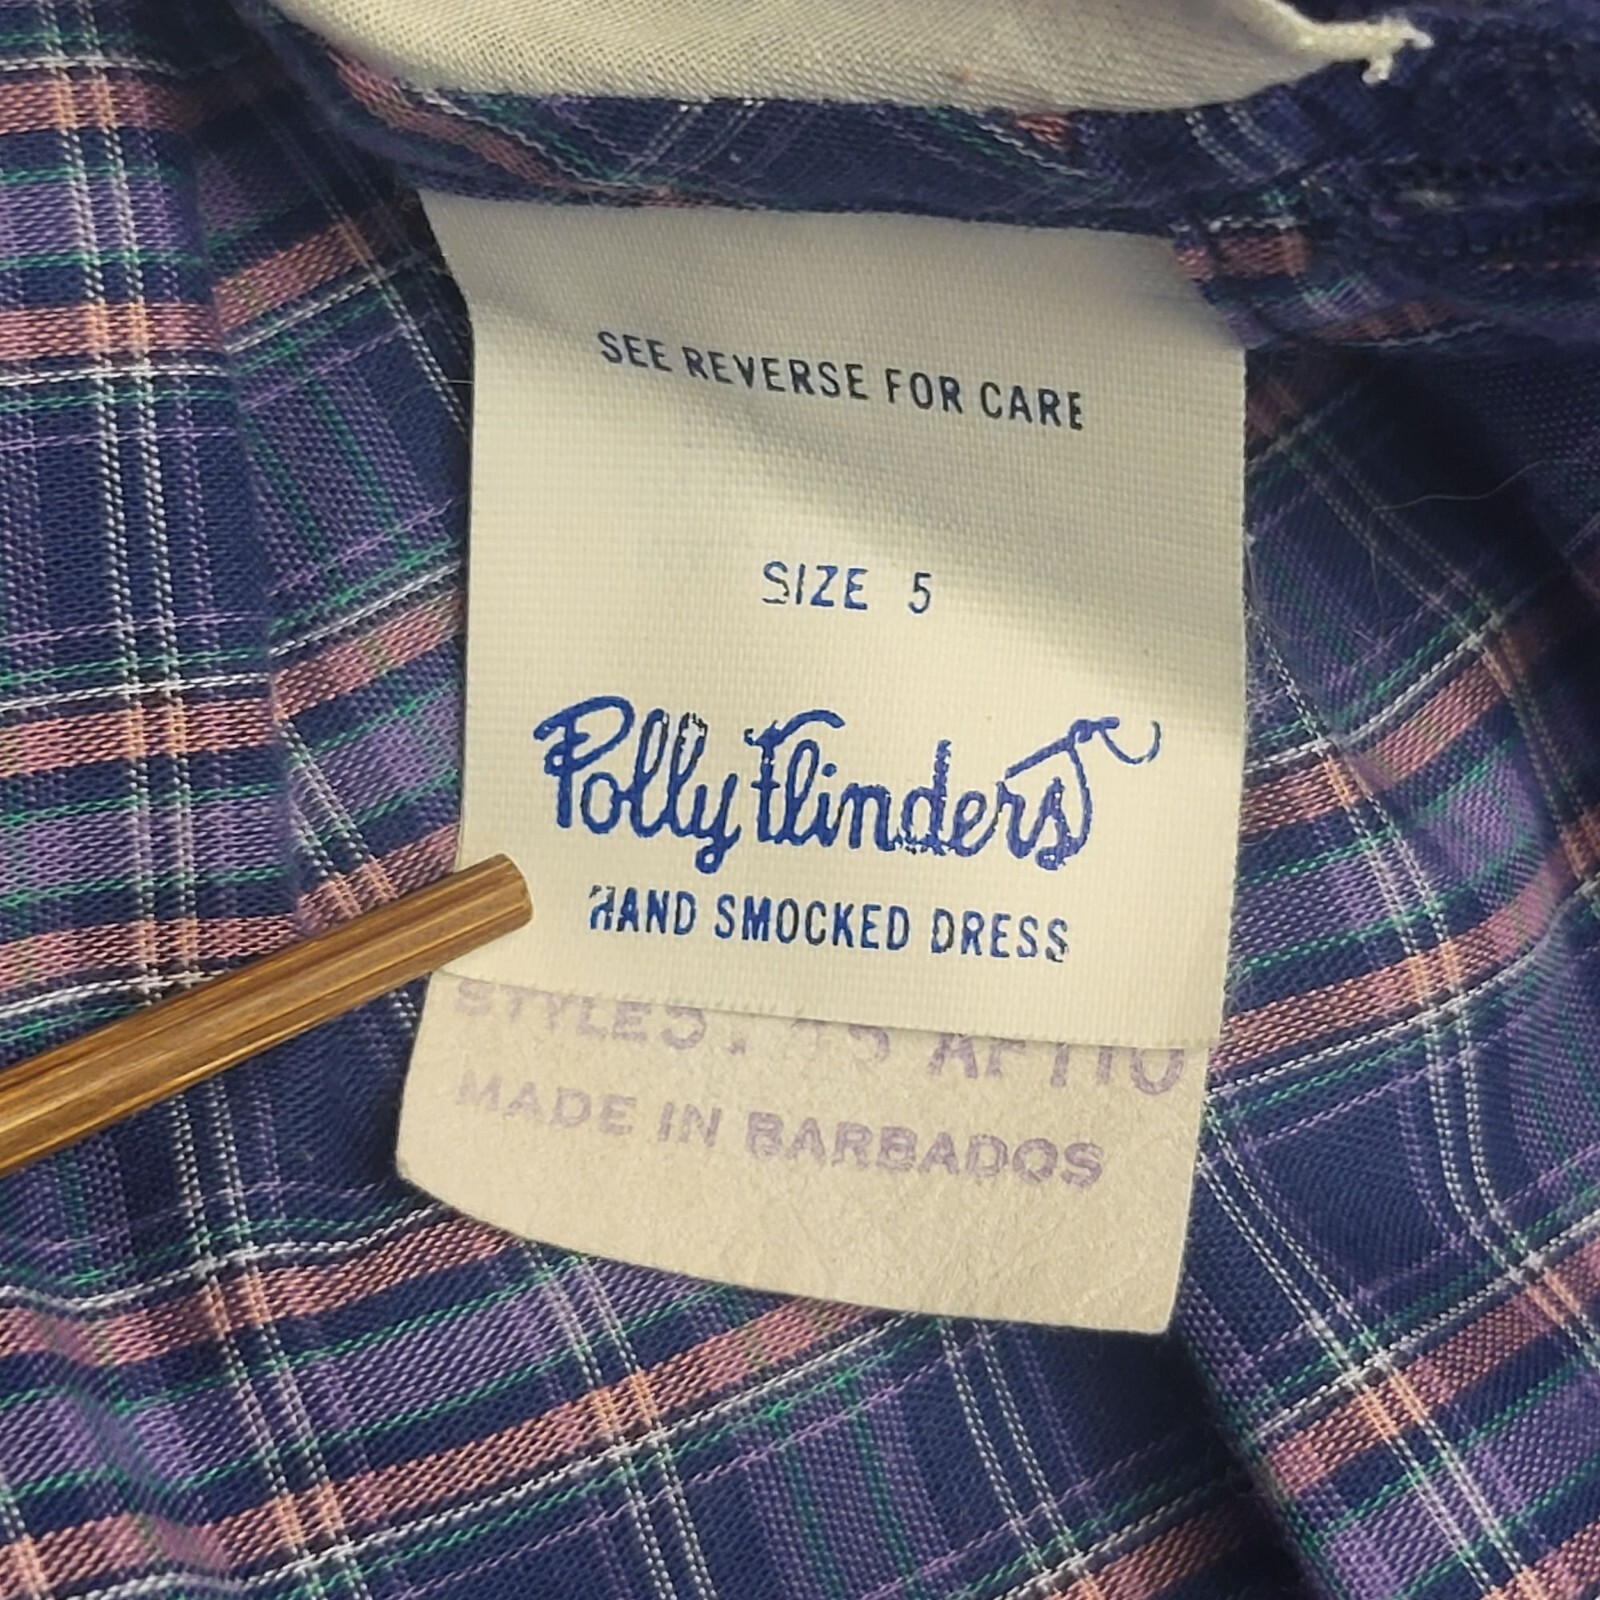 SEE REVERSE FOR CARE
SIZE 5
Polly Flinders
HAND SMOCKED DRESS
MADE IN BARBADOS